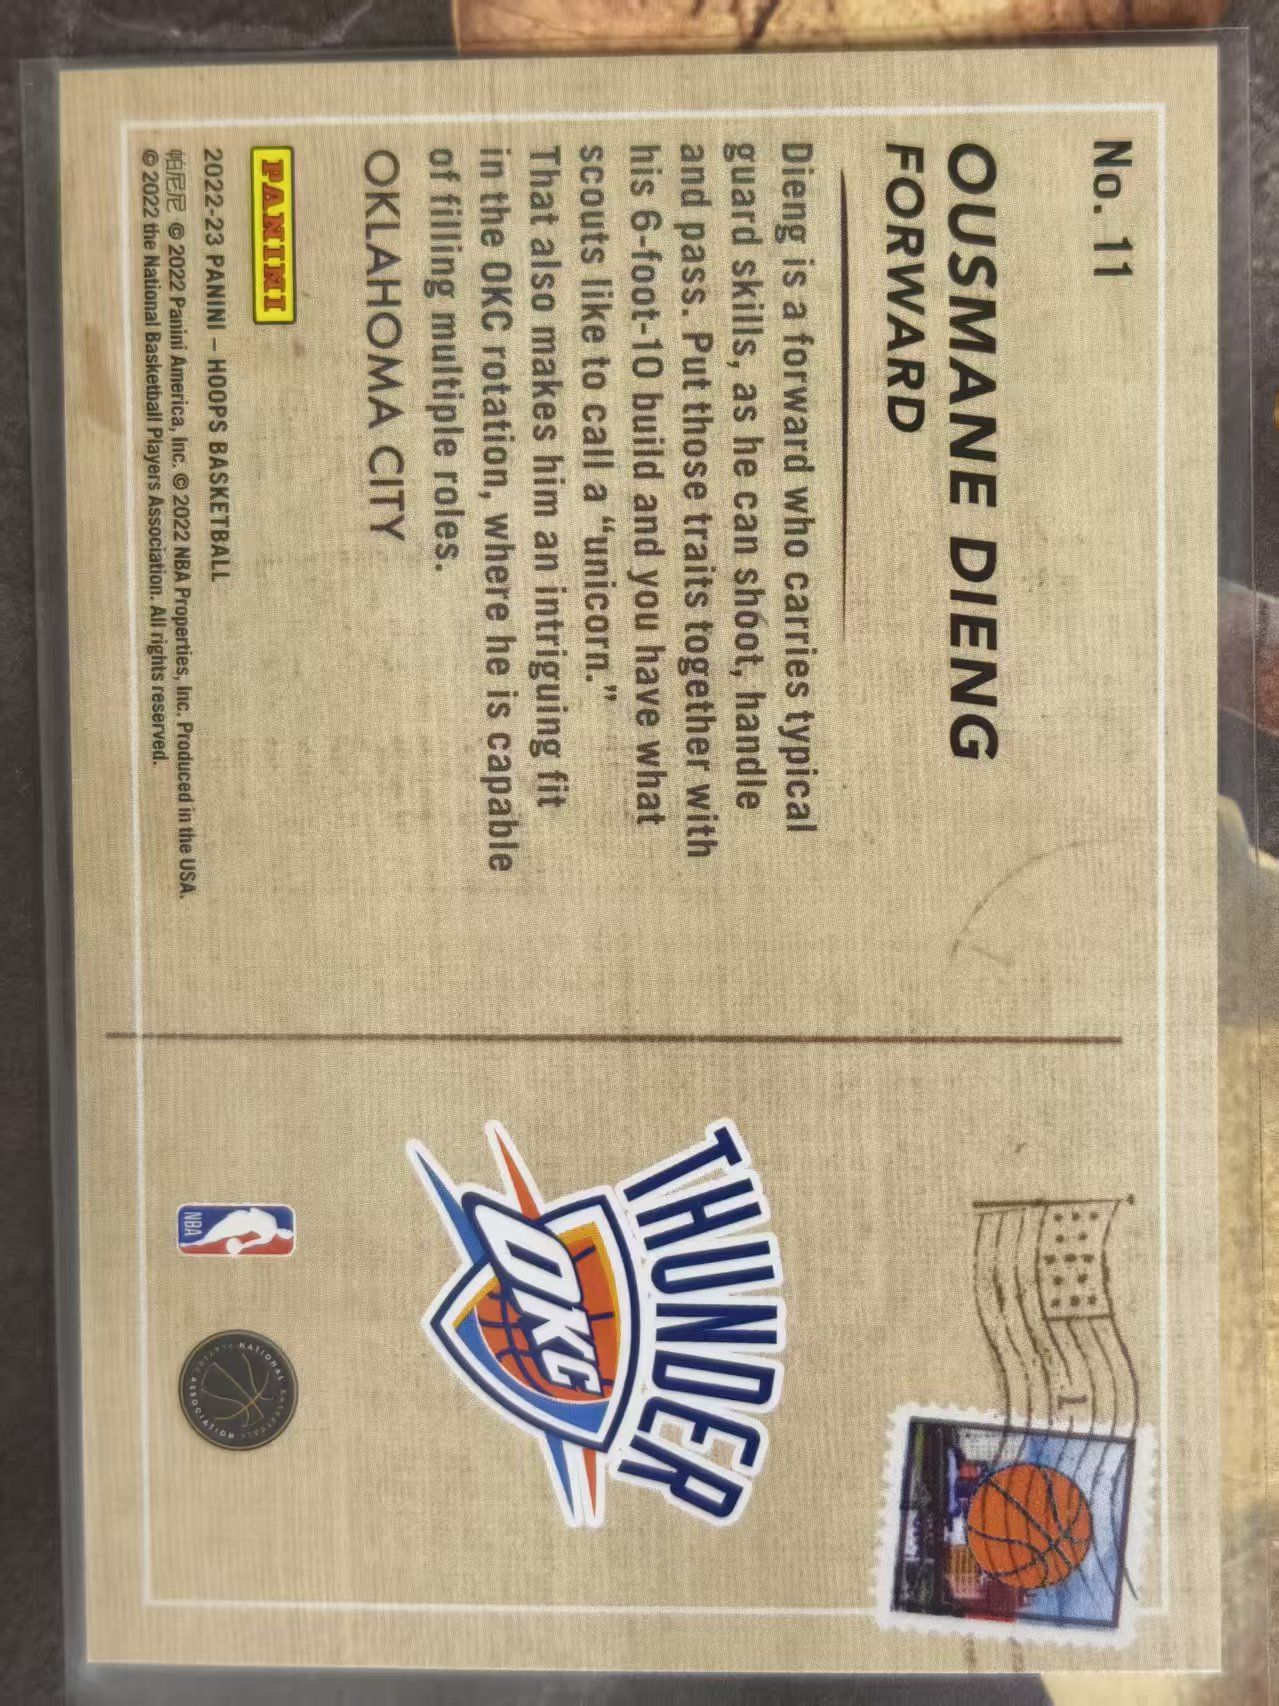 No. 11
OUSMANE DIENG
FORWARD
Dieng is a forward who carries typical
guard skills, as he can shoot, handle
and pass. Put those traits together with
his 6-foot-10 build and you have what
scouts like to call a “unicorn.”
That also makes him an intriguing fit
in the OKC rotation, where he is capable
of filling multiple roles.
OKLAHOMA CITY
PANINI
2022-23 PANINI – HOOPS BASKETBALL
帕尼尼 © 2022 Panini America, Inc. © 2022 NBA Properties, Inc. Produced in the USA.
© 2022 the National Basketball Players Association. All rights reserved.
THUNDER
OKC
NBA
NATIONAL BASKETBALL